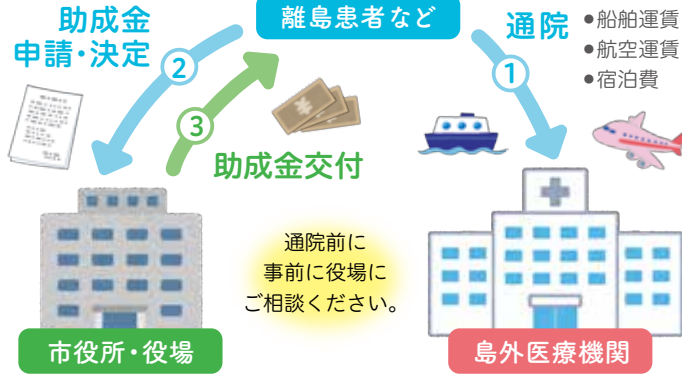 離島患者など
助成金
申請・決定
②
③
助成金交付
①
通院
●船舶運賃
●航空運賃
●宿泊費
通院前に
事前に役場に
ご相談ください。
市役所・役場
島外医療機関